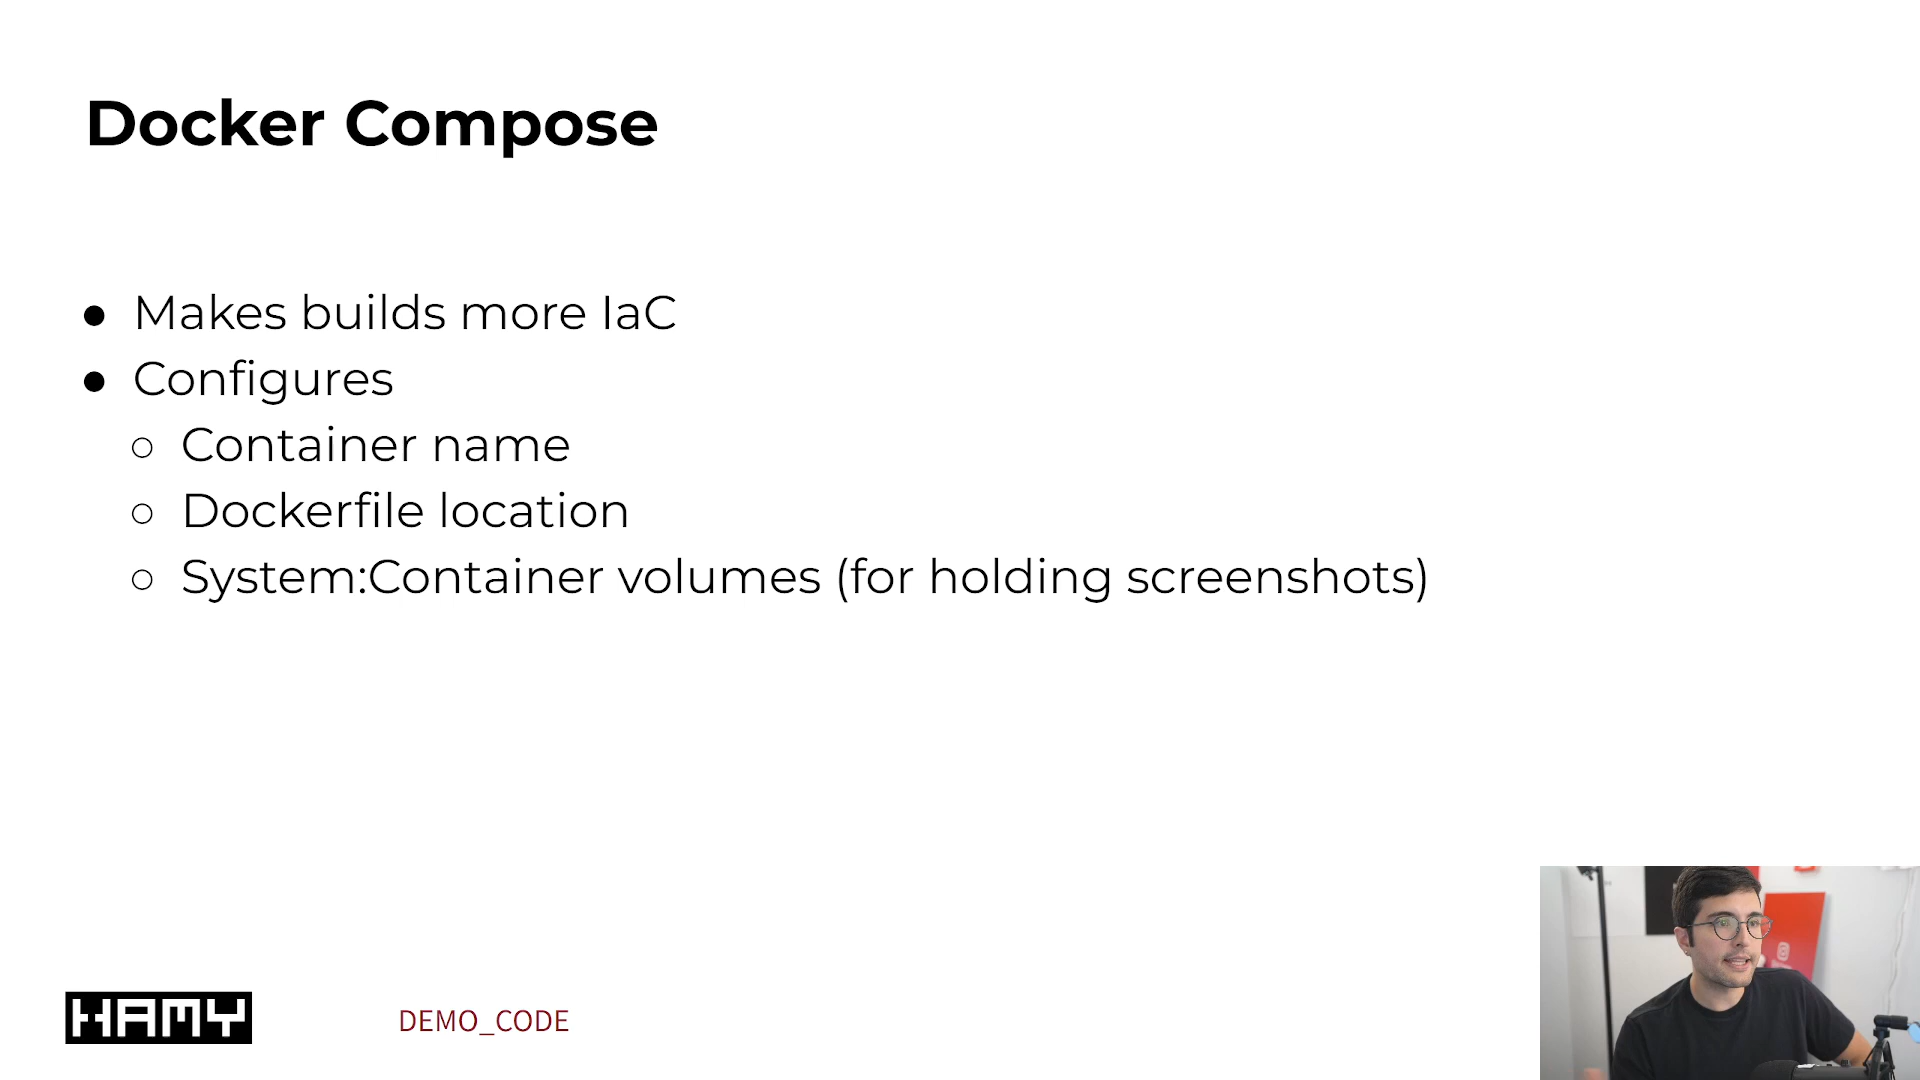 Docker Compose
● Makes builds more IaC
● Configures
○ Container name
○ Dockerfile location
○ System:Container volumes (for holding screenshots)
HAMY
DEMO_CODE